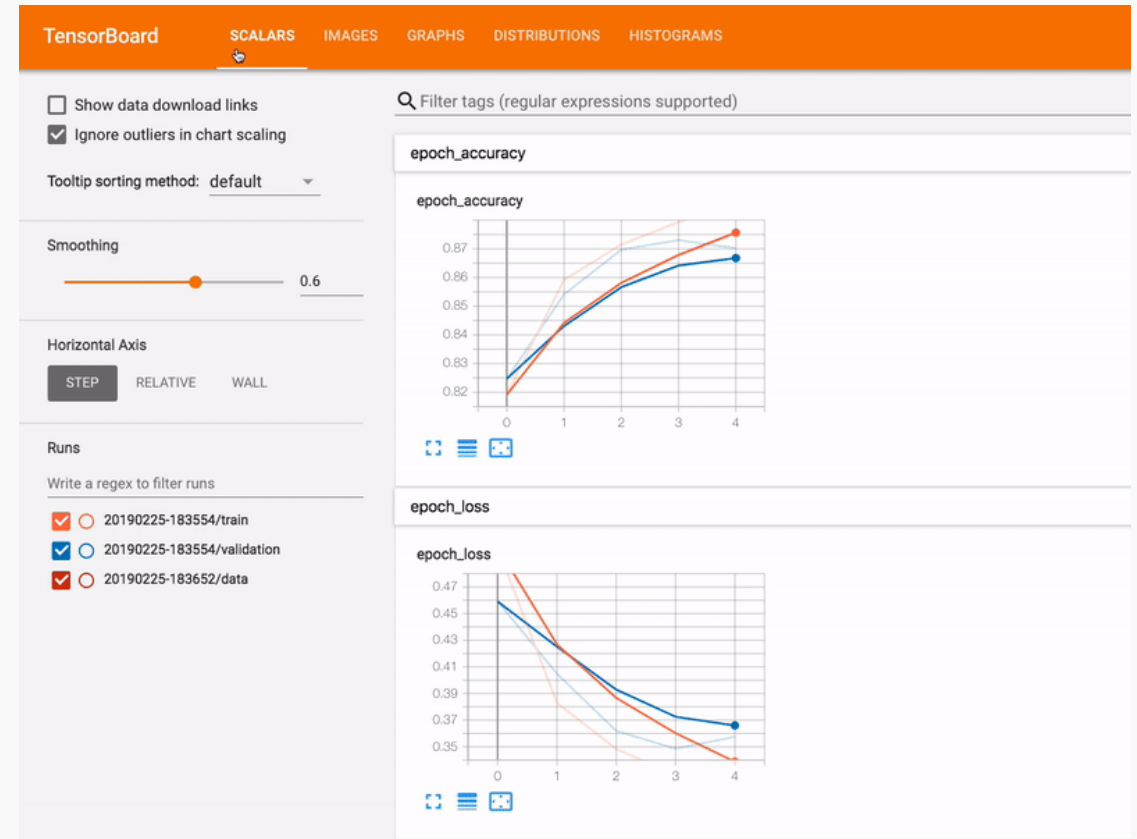 TensorBoard SCALARS IMAGES GRAPHS DISTRIBUTIONS HISTOGRAMS
Show data download links
Ignore outliers in chart scaling
Tooltip sorting method: default
Smoothing
0.6
Horizontal Axis
STEP RELATIVE WALL
Runs
Write a regex to filter runs
20190225-183554/train
20190225-183554/validation
20190225-183652/data
Filter tags (regular expressions supported)
epoch_accuracy
epoch_accuracy
0.87
0.86
0.85
0.84
0.83
0.82
0 1 2 3 4
epoch_loss
epoch_loss
0.47
0.45
0.43
0.41
0.39
0.37
0.35
0 1 2 3 4